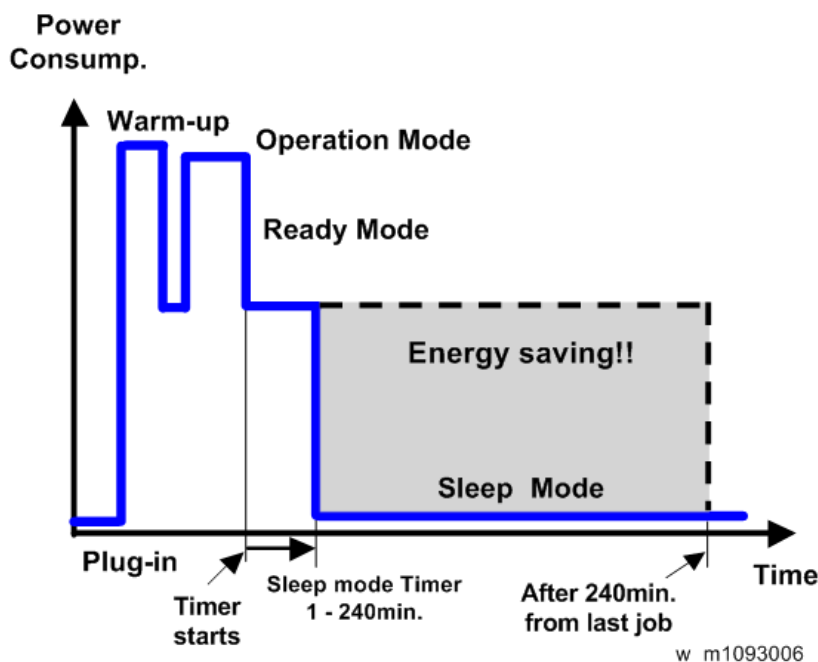 Power
Consump.
Warm-up
Operation Mode
Ready Mode
Energy saving!!
Sleep Mode
Plug-in
Time
Timer
starts
Sleep mode Timer
1 - 240min.
After 240min.
from last job
w_m1093006